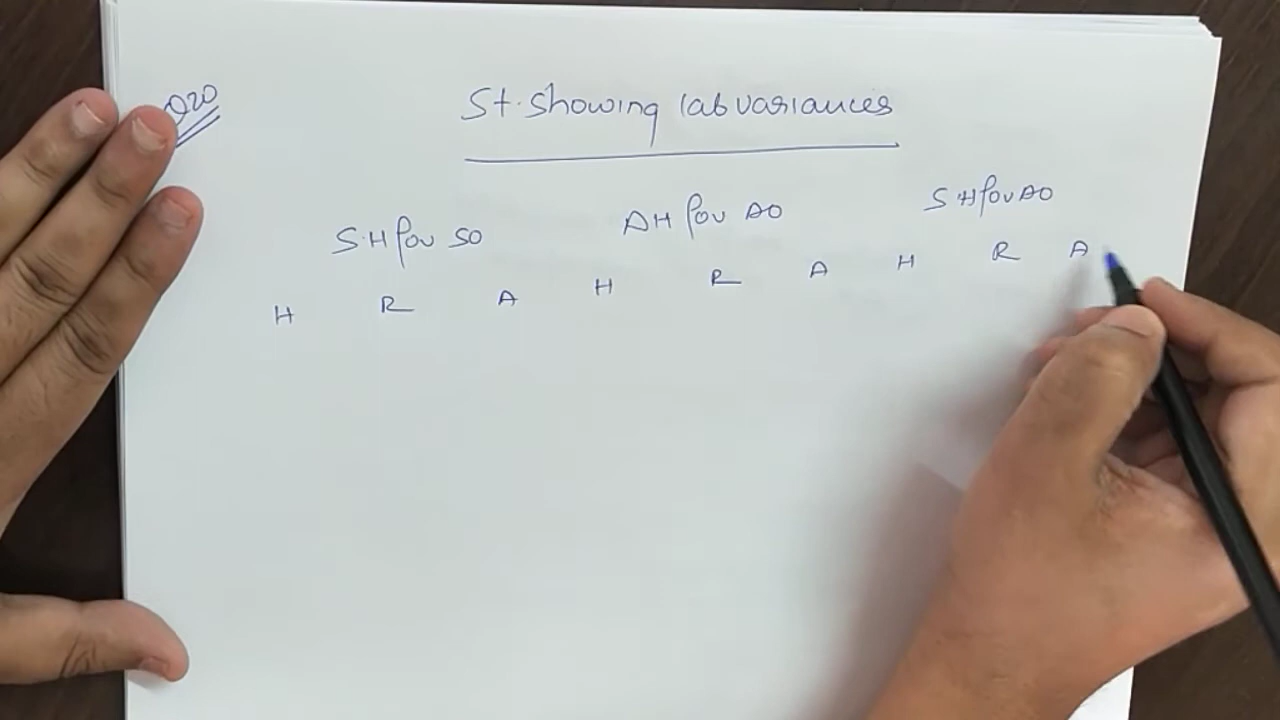 Q20
St. Showing lab variances
S.H for SO AH for AO S.H for AO
H R A H R A H R A